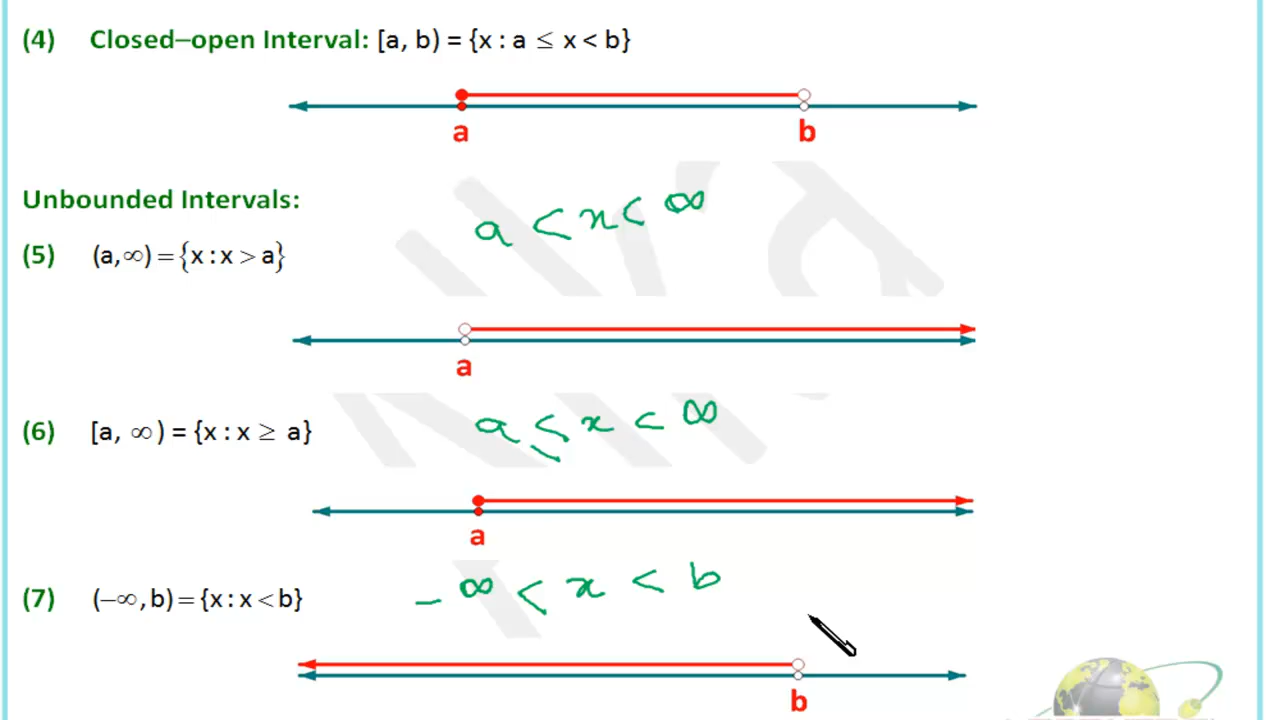 (4) Closed–open Interval: [a, b) = {x : a ≤ x < b}
a b
Unbounded Intervals:
a < x < ∞
(5) (a,∞) = {x : x > a}
a
a ≤ x < ∞
(6) [a, ∞ ) = {x : x ≥ a}
a
-∞ < x < b
(7) (–∞, b) = {x : x < b}
b